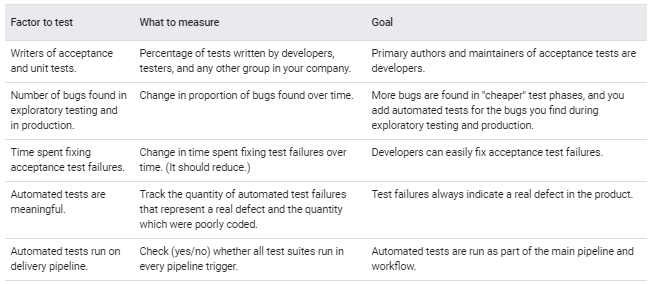 Factor to test
What to measure
Goal
Writers of acceptance
and unit tests.
Percentage of tests written by developers,
testers, and any other group in your company.
Primary authors and maintainers of acceptance tests are
developers.
Number of bugs found in
exploratory testing and
in production.
Change in proportion of bugs found over time.
More bugs are found in "cheaper" test phases, and you
add automated tests for the bugs you find during
exploratory testing and production.
Time spent fixing
acceptance test failures.
Change in time spent fixing test failures over
time. (It should reduce.)
Developers can easily fix acceptance test failures.
Automated tests are
meaningful.
Track the quantity of automated test failures
that represent a real defect and the quantity
which were poorly coded.
Test failures always indicate a real defect in the product.
Automated tests run on
delivery pipeline.
Check (yes/no) whether all test suites run in
every pipeline trigger.
Automated tests are run as part of the main pipeline and
workflow.